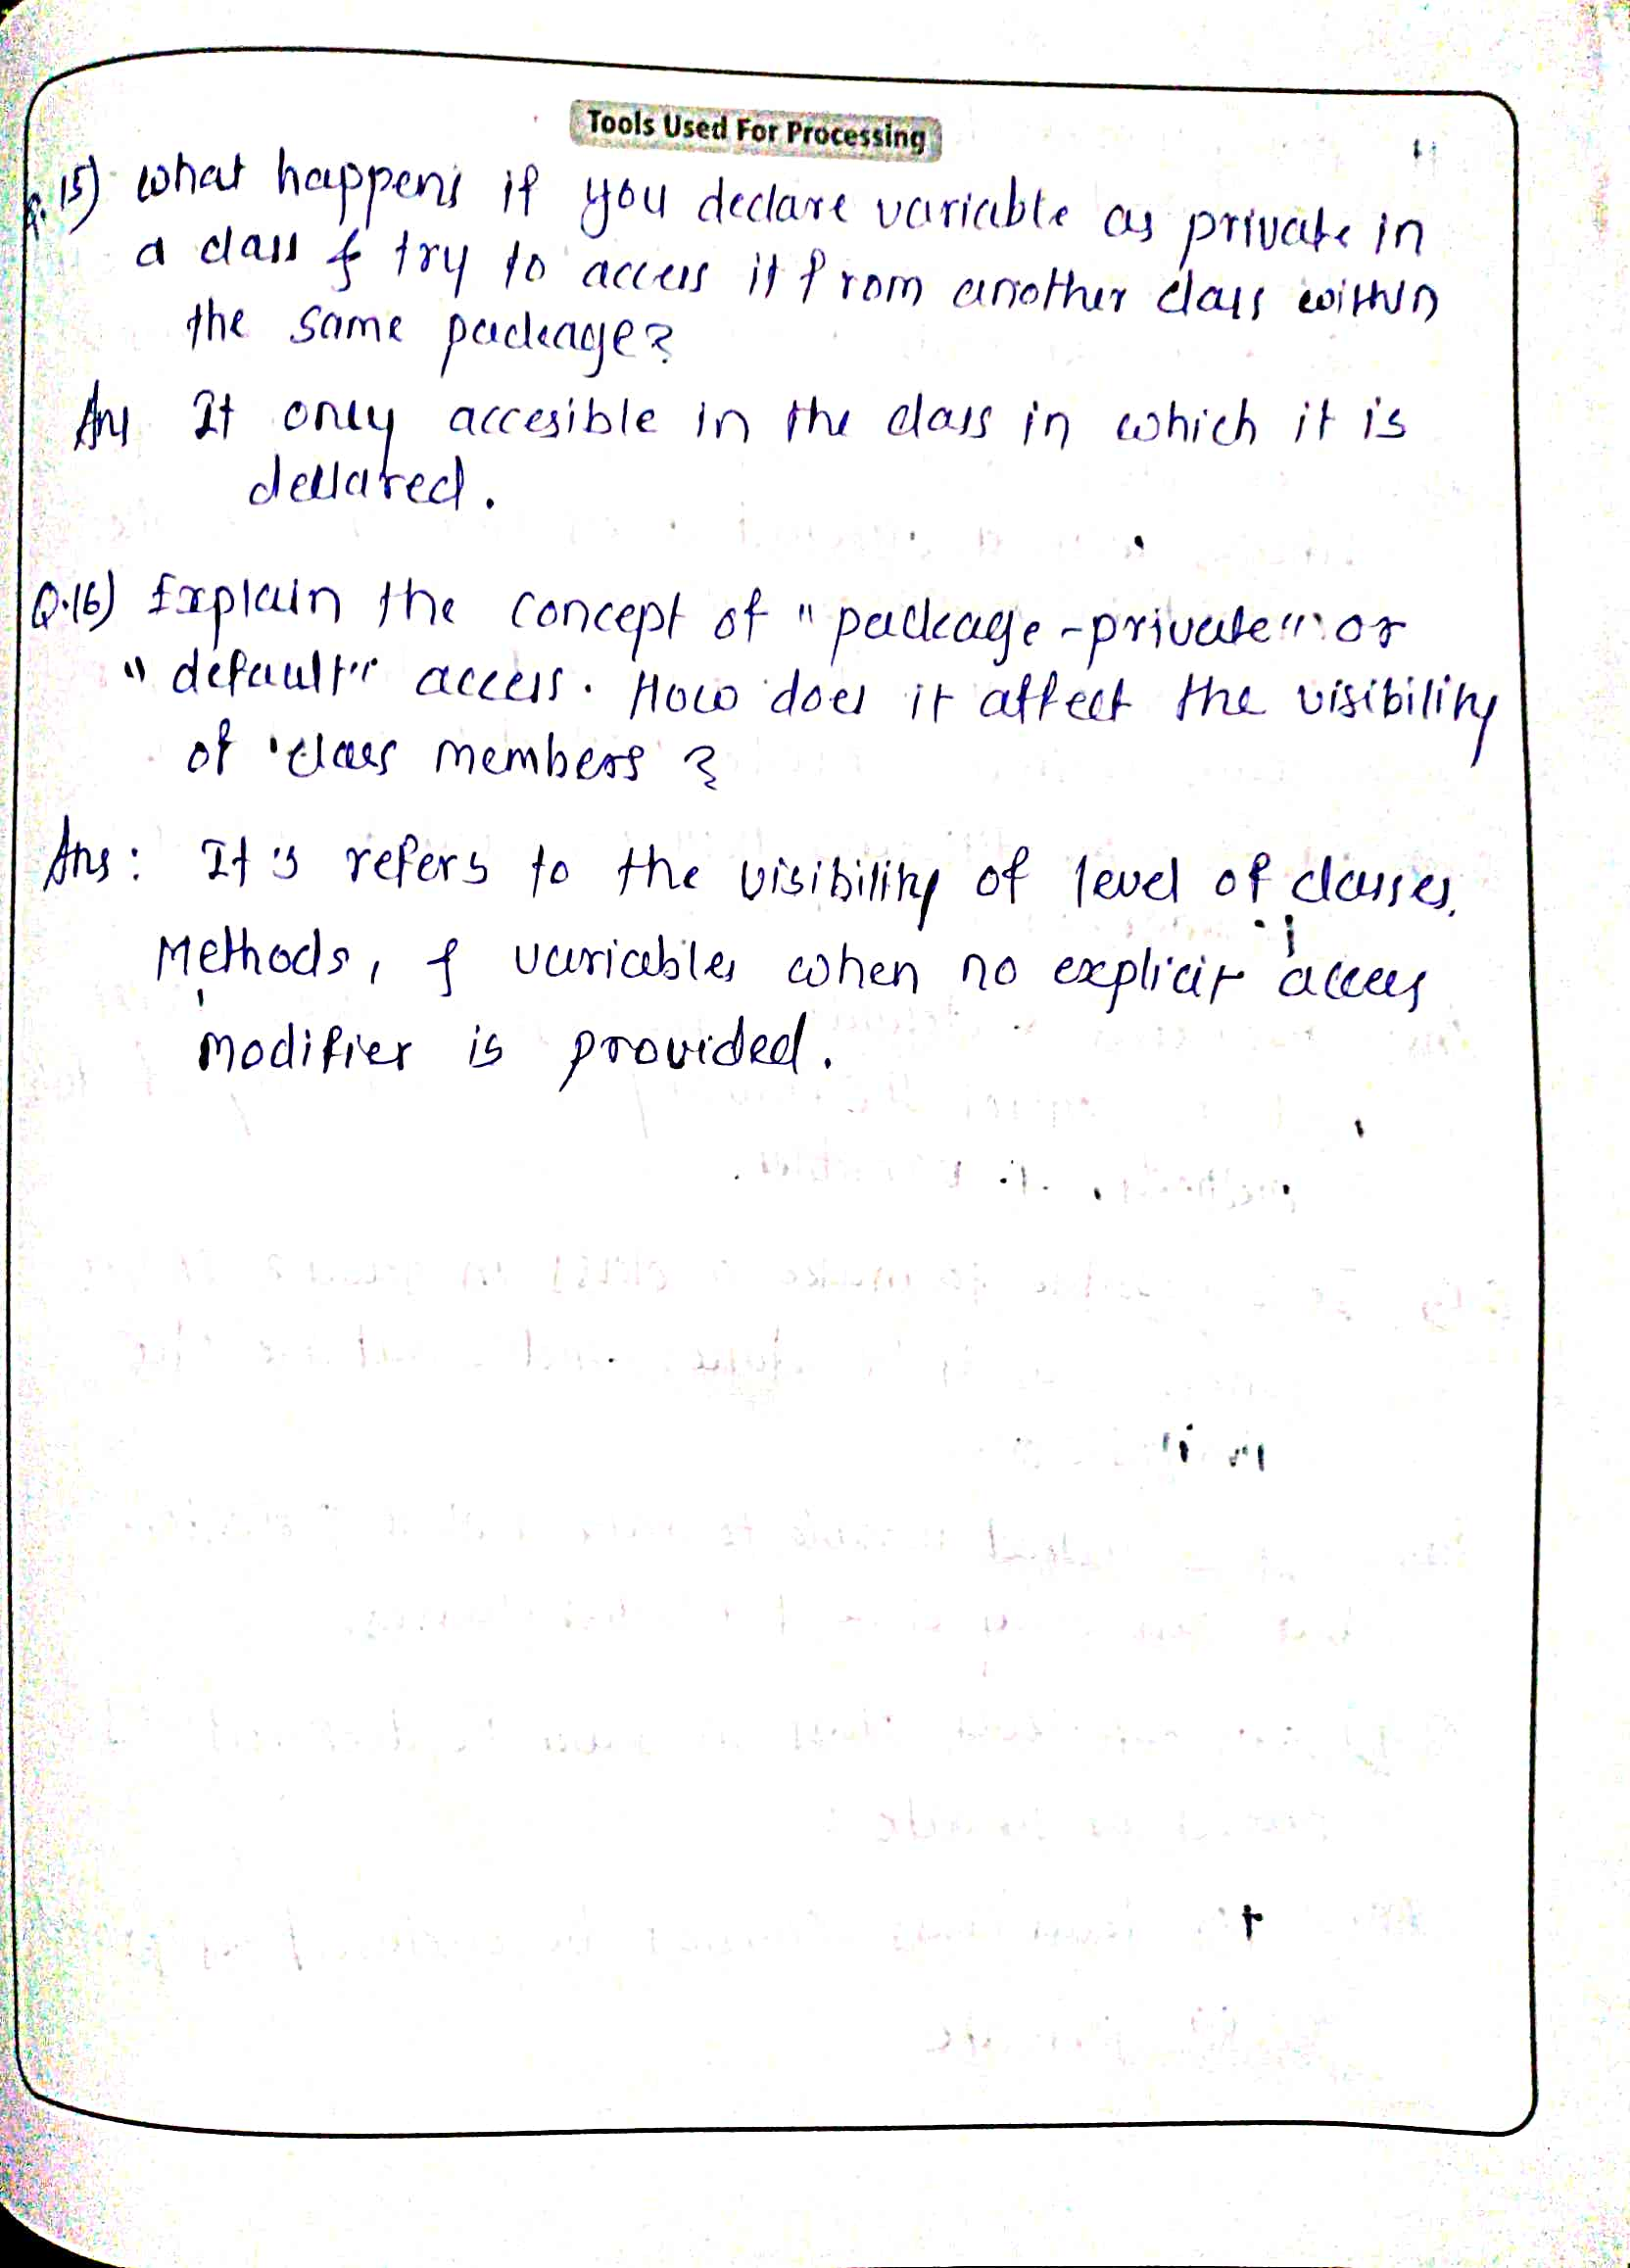 Tools Used For Processing
Q.15) what happens if you declare variable as private in
a class & try to access it from another class within
the same package?
Ans It only accesible in the class in which it is
declared.
Q.16) Explain the concept of "package-private" or
"default" access. How does it affect the visibility
of class members?
Ans: It's refers to the visibility of level of classes,
Methods, & variables when no explicit access
modifier is provided.